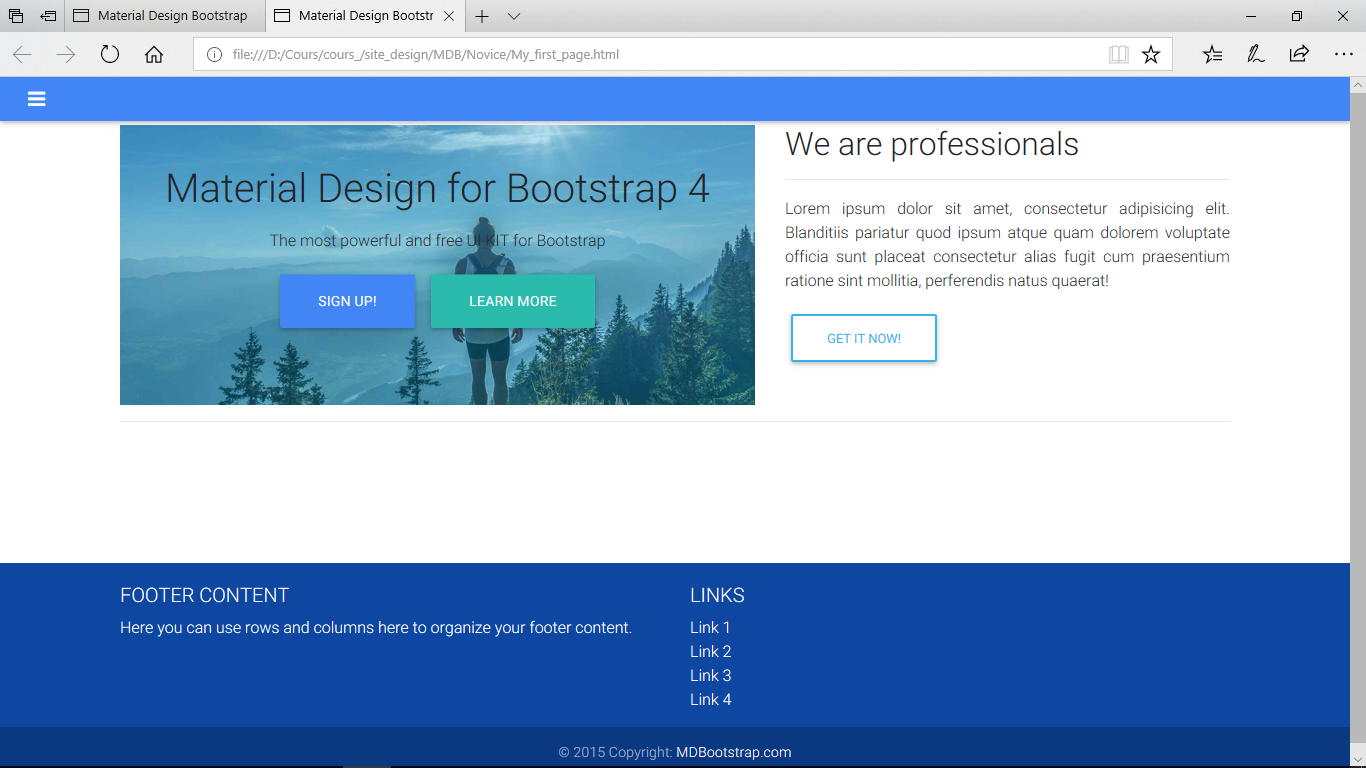 Material Design Bootstrap
Material Design Bootstr
file:///D:/Cours/cours_/site_design/MDB/Novice/My_first_page.html
Material Design for Bootstrap 4
The most powerful and free UI KIT for Bootstrap
SIGN UP!
LEARN MORE
We are professionals
Lorem ipsum dolor sit amet, consectetur adipisicing elit.
Blanditiis pariatur quod ipsum atque quam dolorem voluptate
officia sunt placeat consectetur alias fugit cum praesentium
ratione sint mollitia, perferendis natus quaerat!
GET IT NOW!
FOOTER CONTENT
Here you can use rows and columns here to organize your footer content.
LINKS
Link 1
Link 2
Link 3
Link 4
© 2015 Copyright: MDBootstrap.com